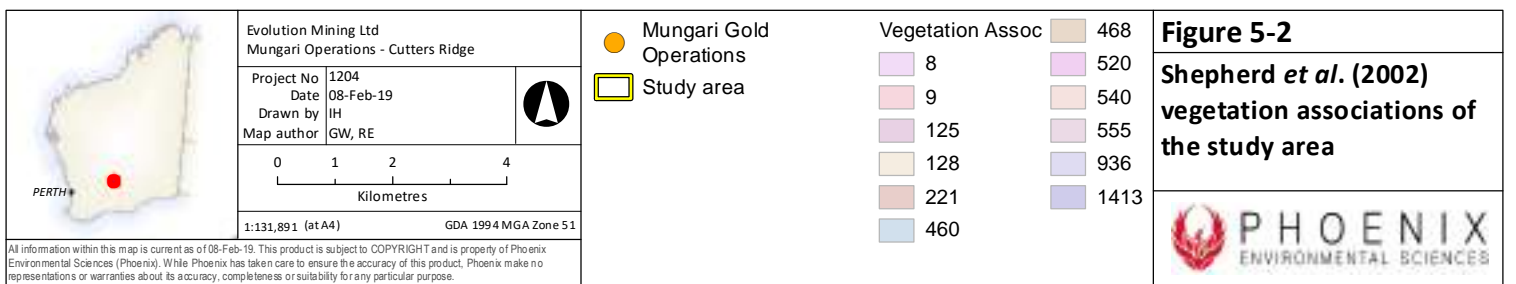 PERTH
Evolution Mining Ltd
Mungari Operations - Cutters Ridge
Project No 1204
Date 08-Feb-19
Drawn by IH
Map author GW, RE
0 1 2 4
Kilometres
1:131,891 (at A4) GDA 1994 MGA Zone 51
All information within this map is current as of 08-Feb-19. This product is subject to COPYRIGHT and is property of Phoenix
Environmental Sciences (Phoenix). While Phoenix has taken care to ensure the accuracy of this product, Phoenix make no
representations or warranties about its accuracy, completeness or suitability for any particular purpose.
Mungari Gold
Operations
Study area
Vegetation Assoc
8
9
125
128
221
460
468
520
540
555
936
1413
Figure 5-2
Shepherd et al. (2002)
vegetation associations of
the study area
PHOENIX
ENVIRONMENTAL SCIENCES